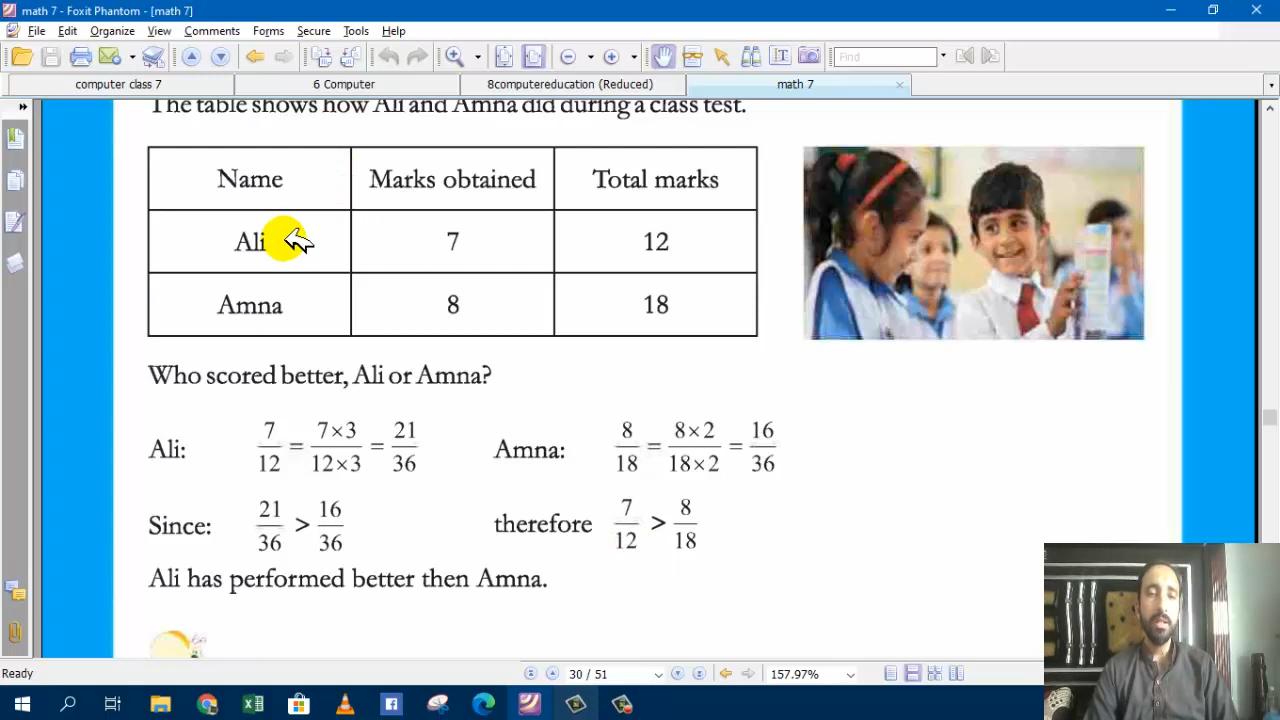 math 7 - Foxit Phantom - [math 7]
File Edit Organize View Comments Forms Secure Tools Help
Find
computer class 7 6 Computer 8computereducation (Reduced) math 7
The table shows how Ali and Amna did during a class test.
Name Marks obtained Total marks
Ali 7 12
Amna 8 18
Who scored better, Ali or Amna?
Ali: 7/12 = 7×3/12×3 = 21/36 Amna: 8/18 = 8×2/18×2 = 16/36
Since: 21/36 > 16/36 therefore 7/12 > 8/18
Ali has performed better then Amna.
Ready 30 / 51 157.97%